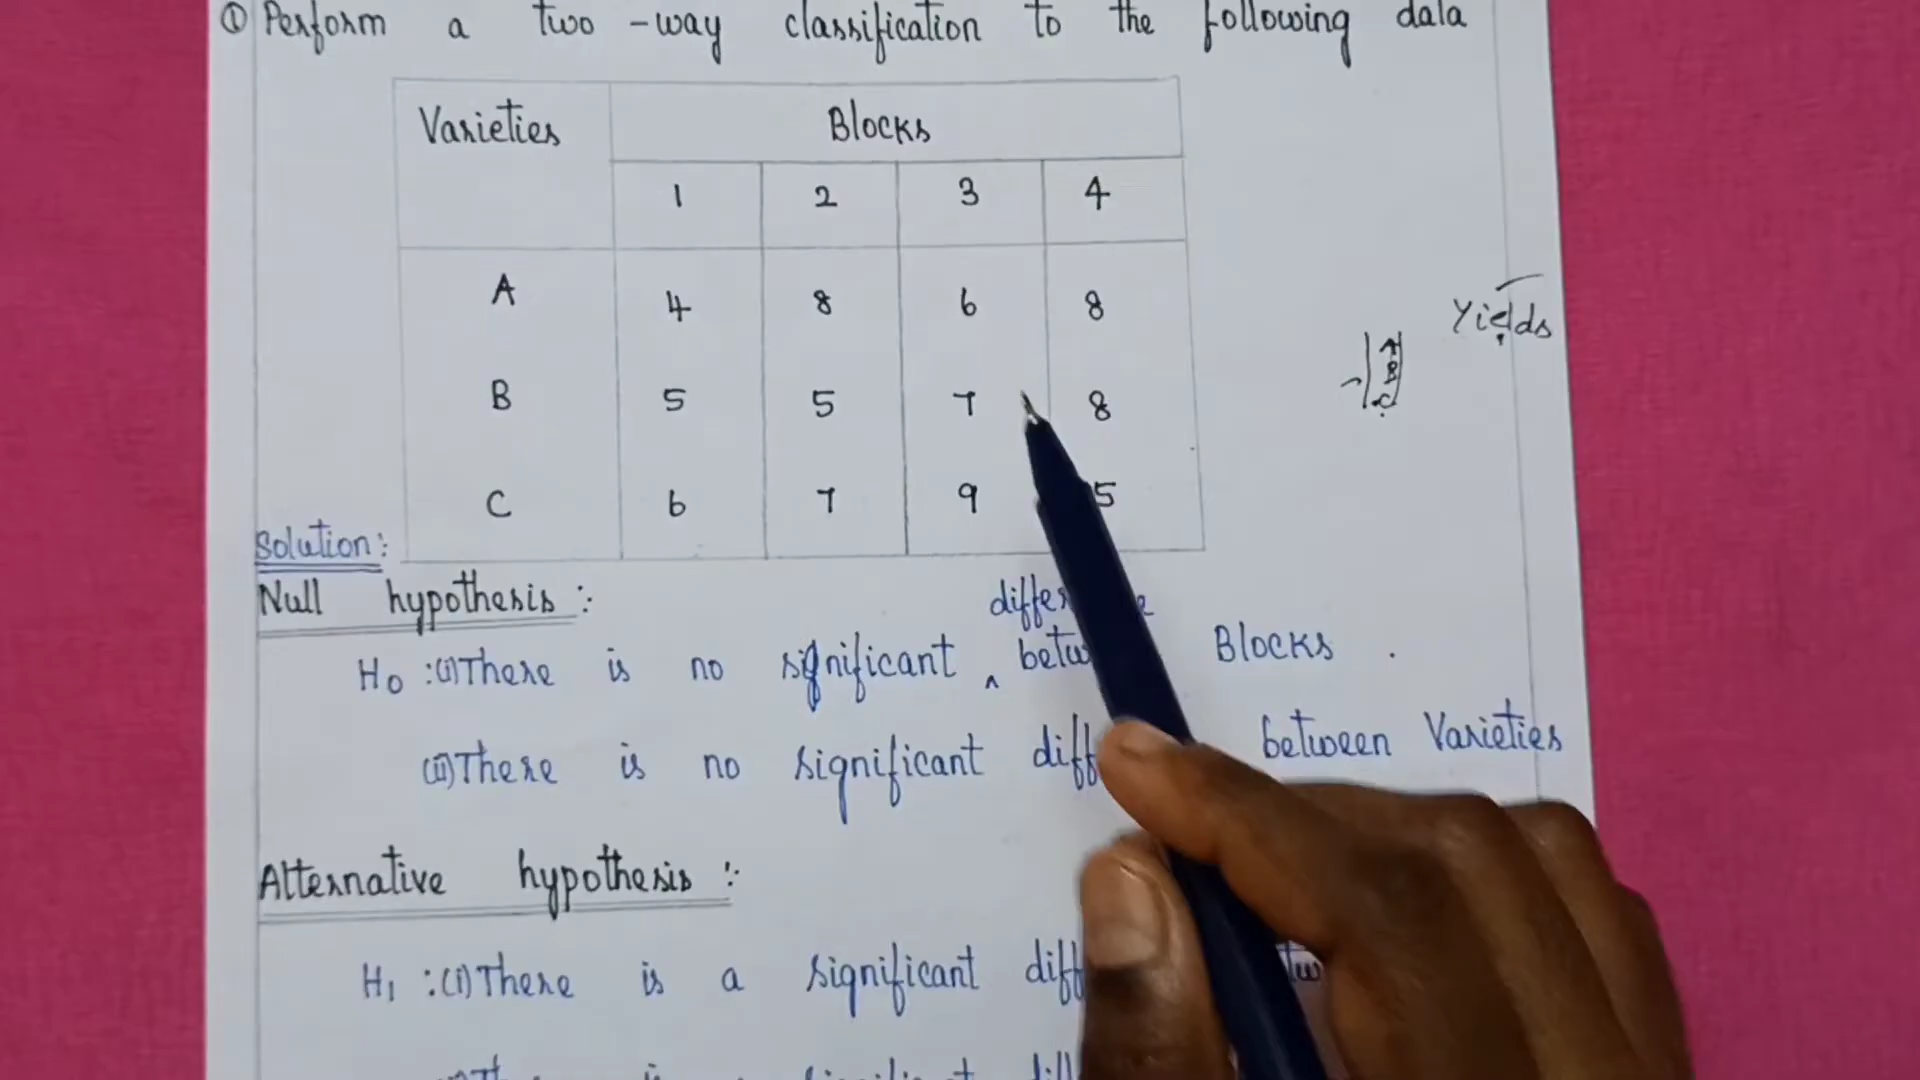 ① Perform a two-way classification to the following data
Varieties Blocks
1 2 3 4
A 4 8 6 8
B 5 5 7 8
C 6 7 9 5
Yields
A
B
C
Solution:
Null hypothesis:
difference
H0 : (i) There is no significant ^ between Blocks.
(ii) There is no significant between Varieties
Alternative hypothesis:
H1 : (i) There is a significant